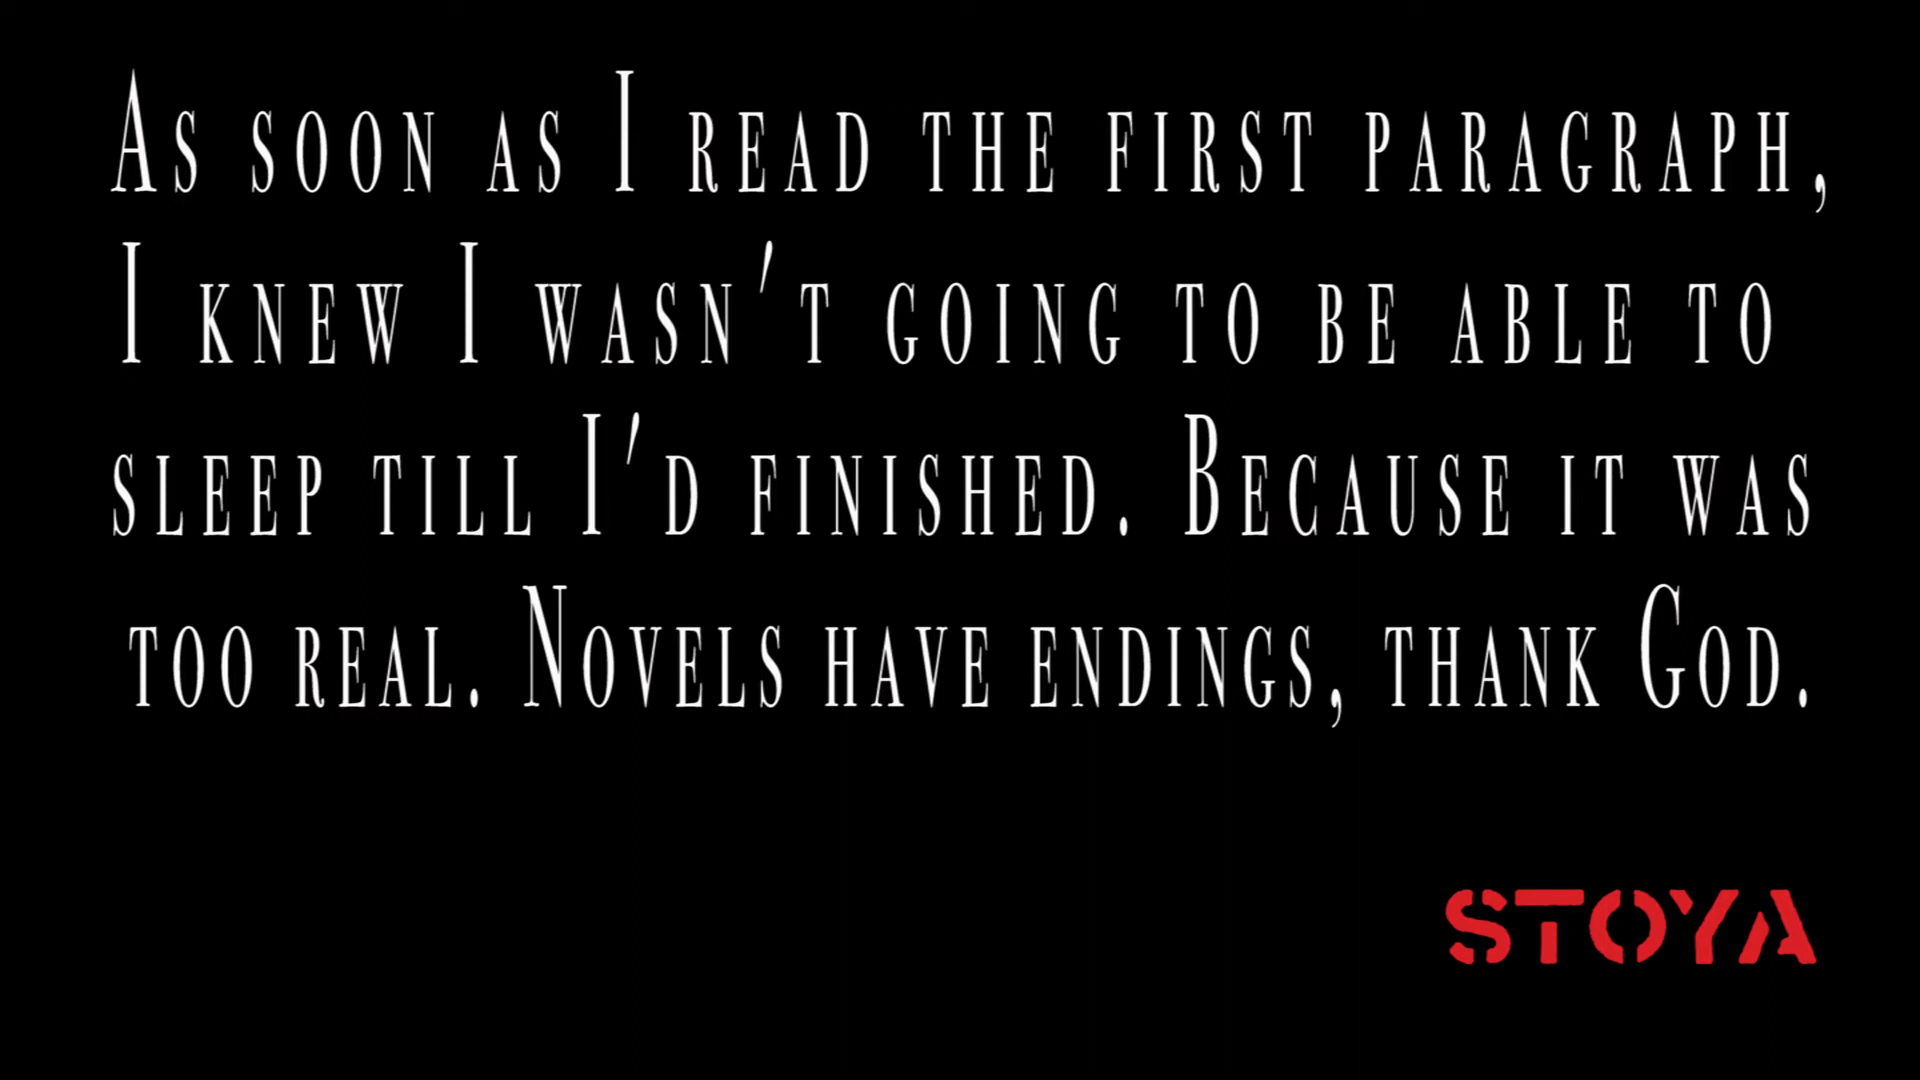 As soon as I read the first paragraph,
I knew I wasn't going to be able to
sleep till I'd finished. Because it was
too real. Novels have endings, thank God.
STOYA